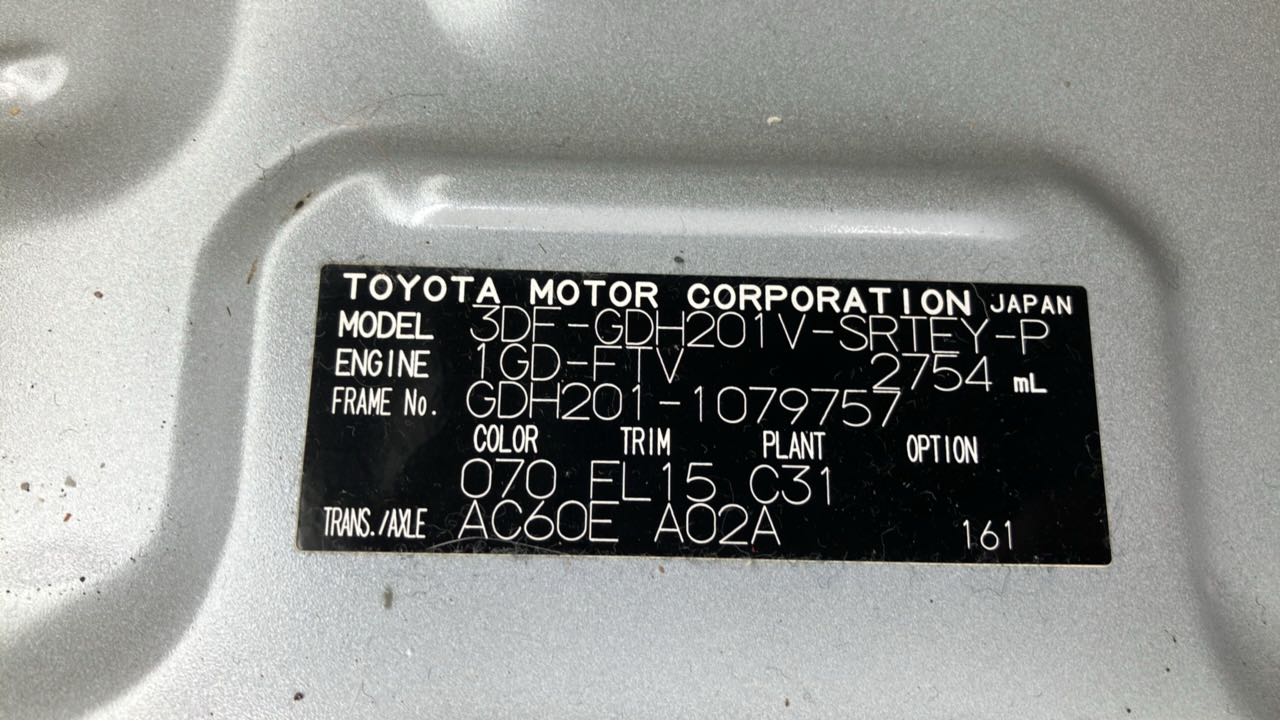 TOYOTA MOTOR CORPORATION JAPAN
MODEL 3DF-GDH201V-SRTEY-P
ENGINE 1GD-FTV 2754 mL
FRAME No. GDH201-1079757
COLOR TRIM PLANT OPTION
070 FL15 C31
TRANS./AXLE AC60E A02A 161